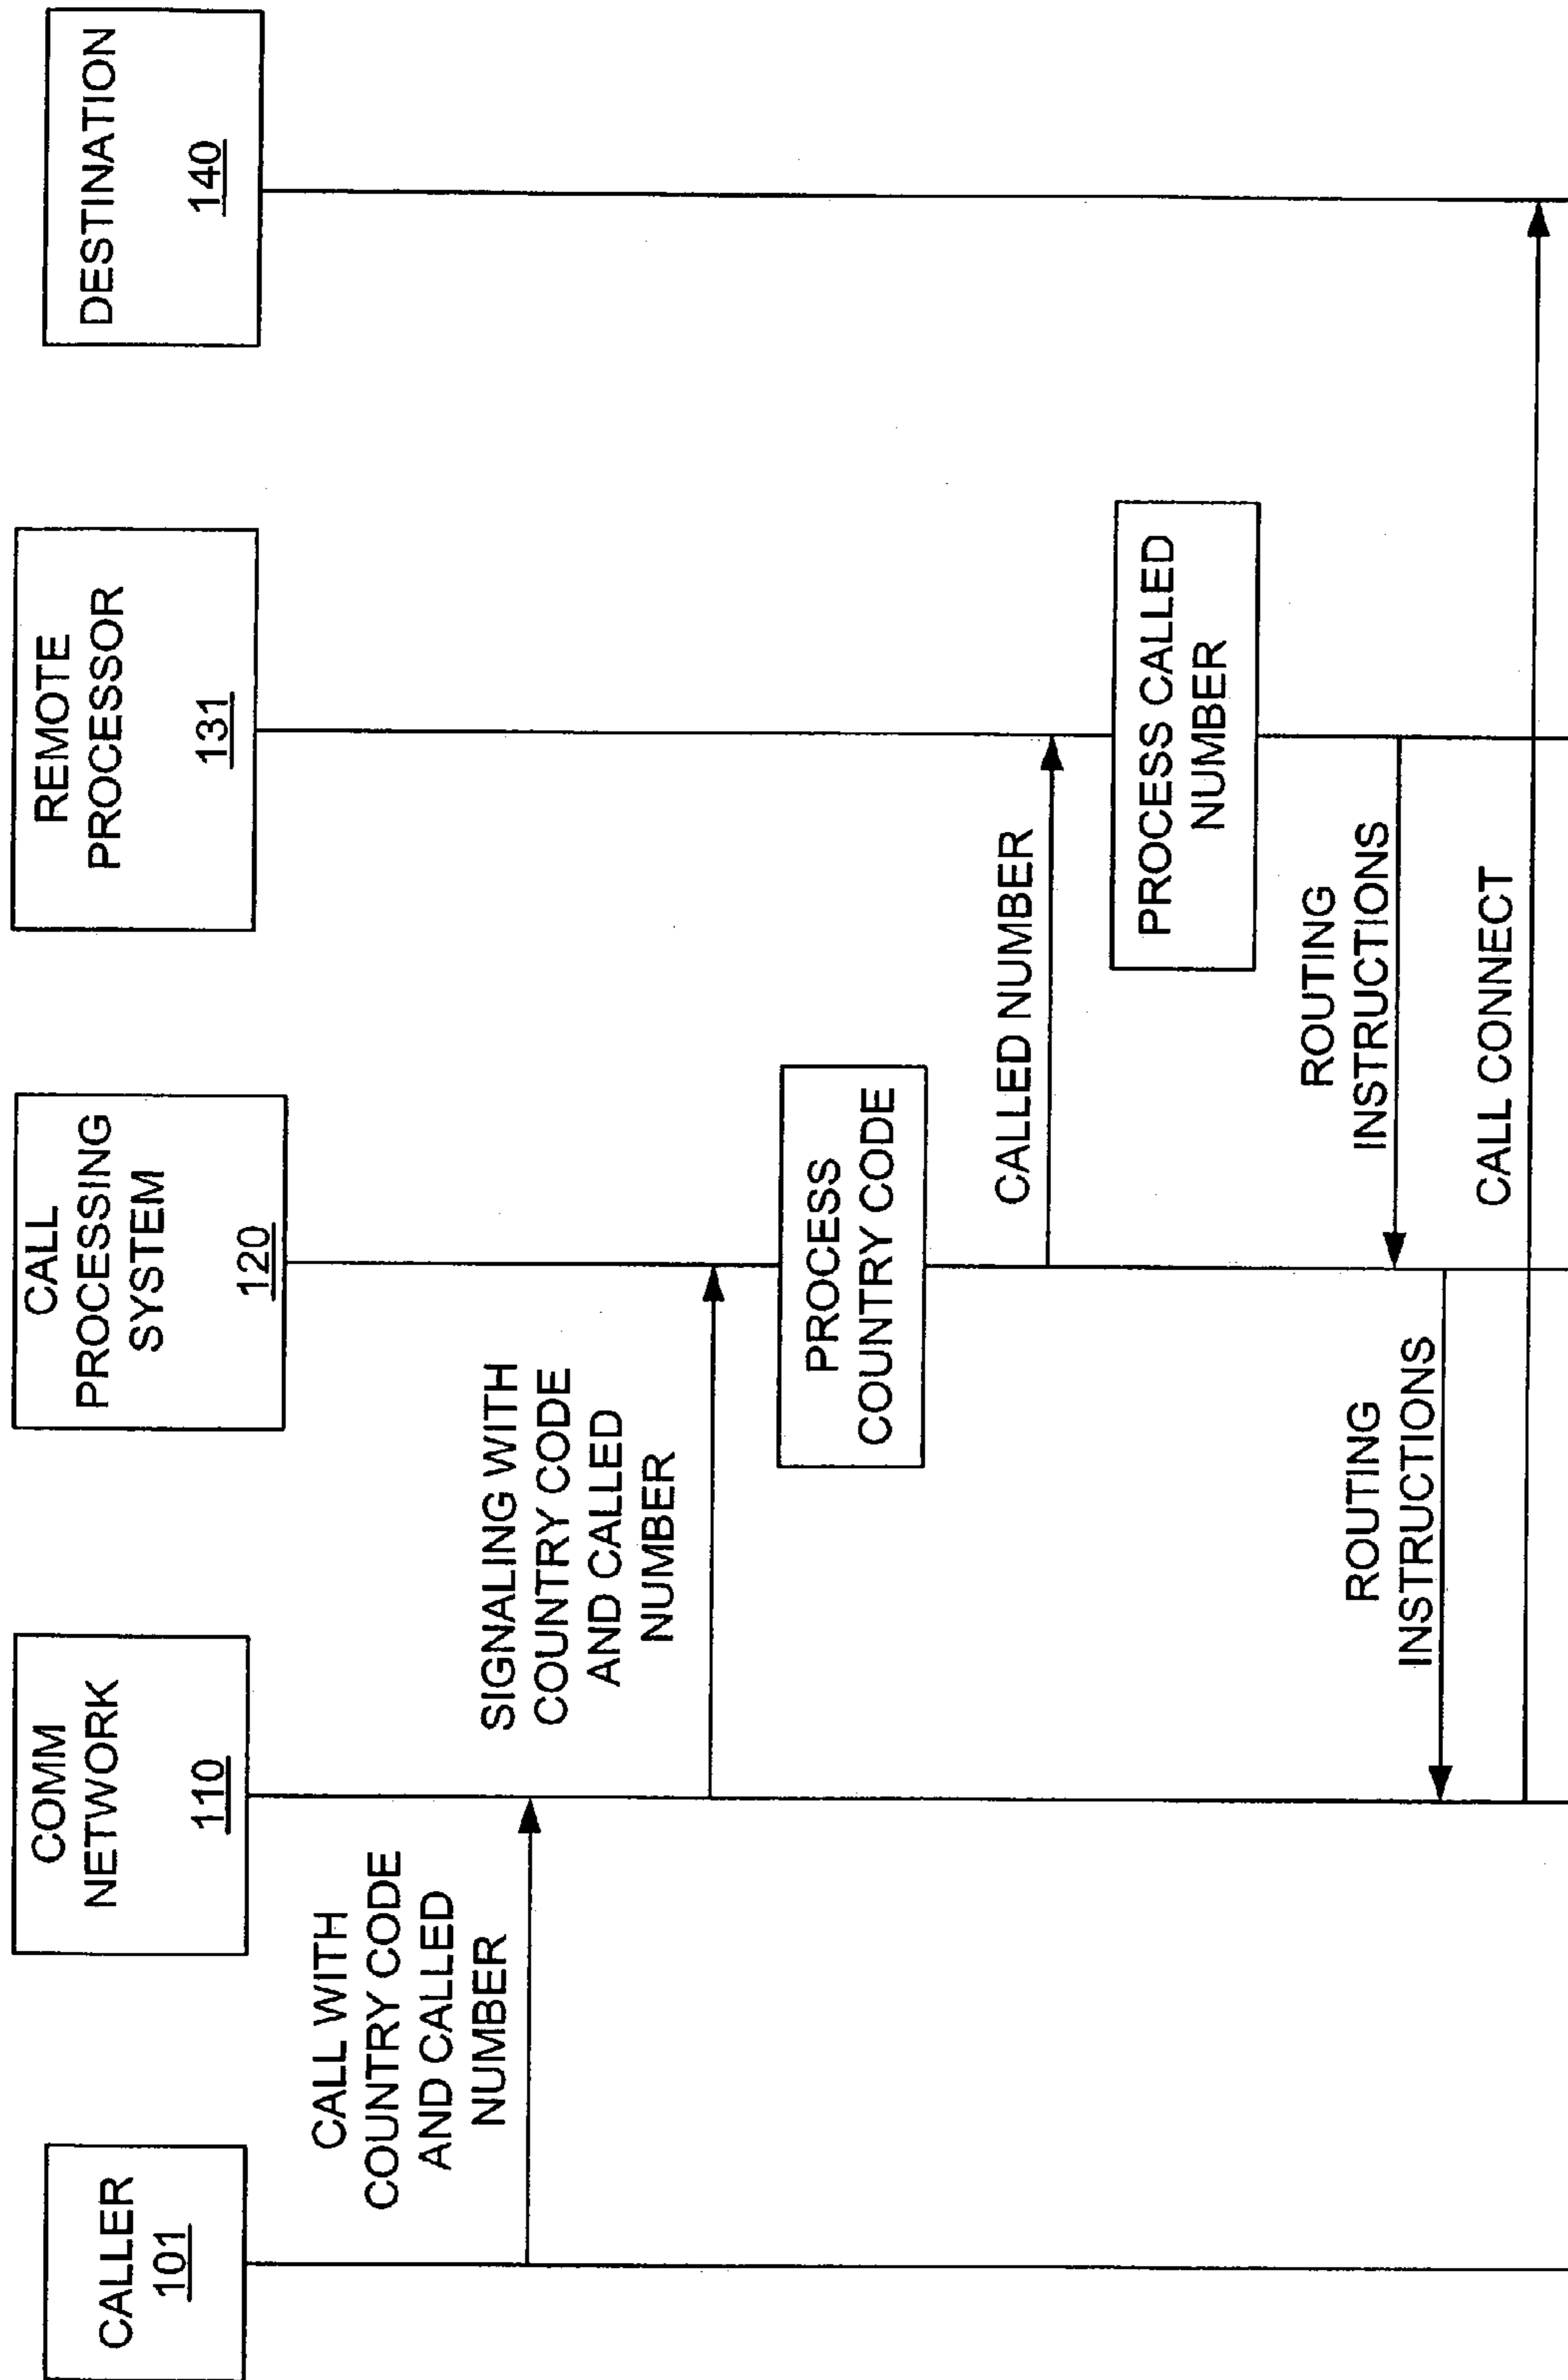 CALLER
101
COMM
NETWORK
110
CALL
PROCESSING
SYSTEM
120
REMOTE
PROCESSOR
131
DESTINATION
140
CALL WITH
COUNTRY CODE
AND CALLED
NUMBER
SIGNALING WITH
COUNTRY CODE
AND CALLED
NUMBER
PROCESS
COUNTRY CODE
CALLED NUMBER
PROCESS CALLED
NUMBER
ROUTING
INSTRUCTIONS
ROUTING
INSTRUCTIONS
CALL CONNECT